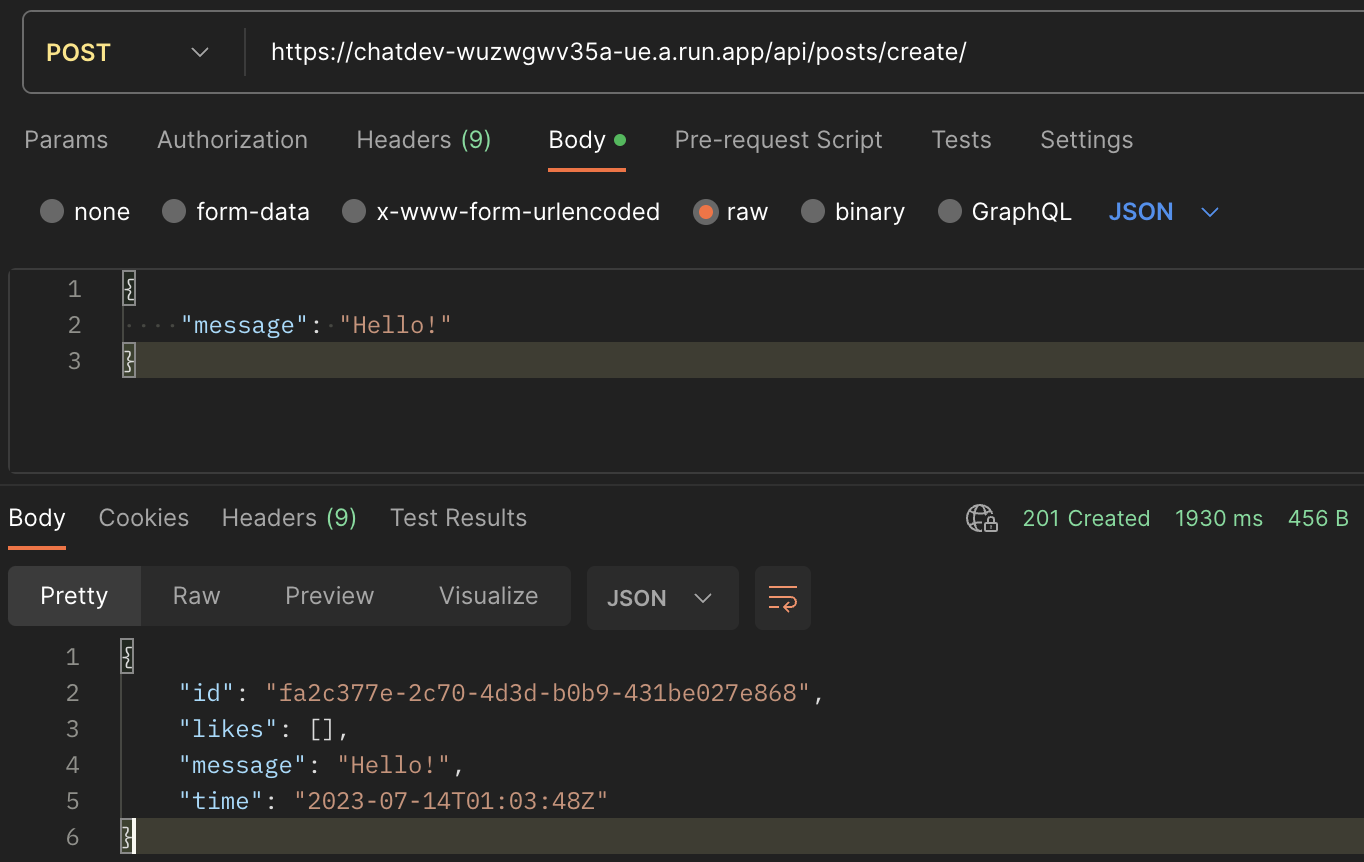 POST https://chatdev-wuzwgwv35a-ue.a.run.app/api/posts/create/
Params Authorization Headers (9) Body Pre-request Script Tests Settings
none form-data x-www-form-urlencoded raw binary GraphQL JSON
1 {
2 ····"message":·"Hello!"
3 }
Body Cookies Headers (9) Test Results 201 Created 1930 ms 456 B
Pretty Raw Preview Visualize JSON
1 {
2 "id": "fa2c377e-2c70-4d3d-b0b9-431be027e868",
3 "likes": [],
4 "message": "Hello!",
5 "time": "2023-07-14T01:03:48Z"
6 }